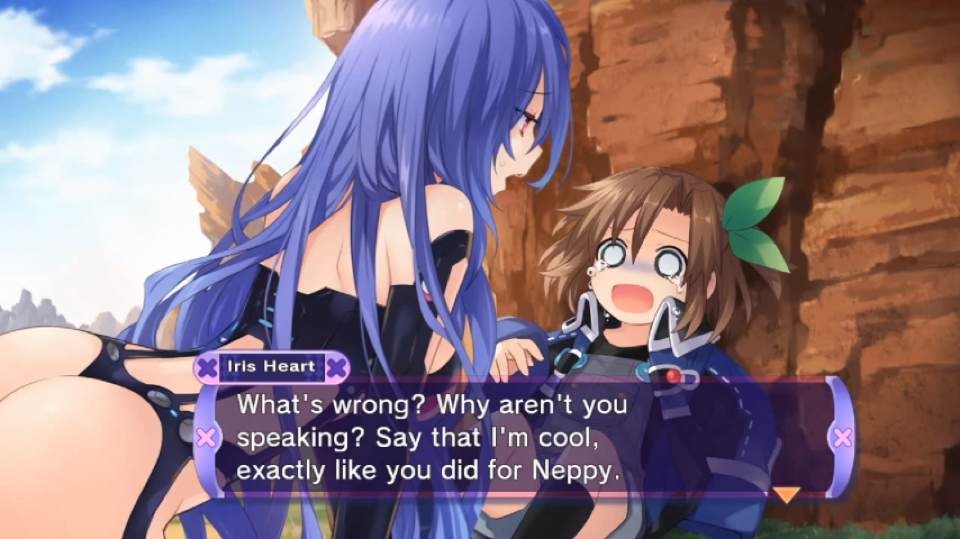 Iris Heart
What's wrong? Why aren't you
speaking? Say that I'm cool,
exactly like you did for Neppy.